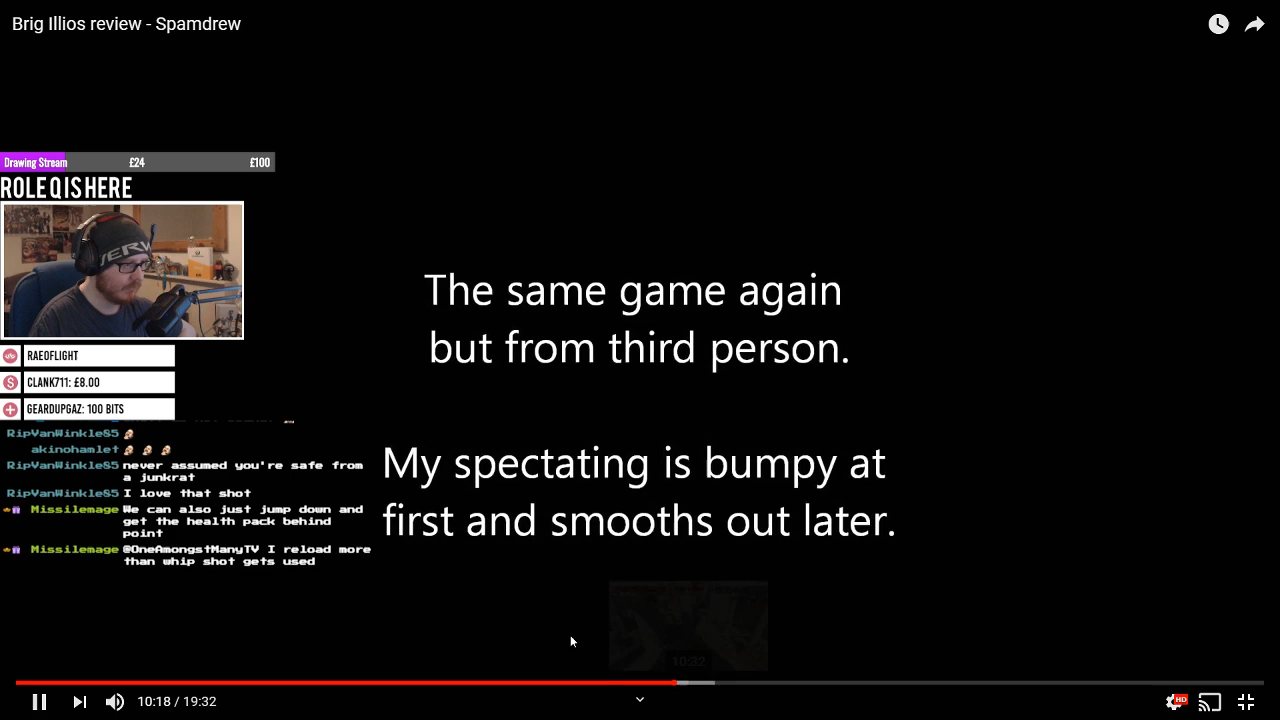 Brig Illios review - Spamdrew
Drawing Stream £24 £100
ROLE Q IS HERE
RAEOFLIGHT
CLANK711: £8.00
GEARDUPGAZ: 100 BITS
RipVanWinkle85
akinohamlet
RipVanWinkle85 never assumed you're safe from
a junkrat
RipVanWinkle85 I love that shot
Missilemage We can also just jump down and
get the health pack behind
point
Missilemage @OneAmongstManyTV I reload more
than whip shot gets used
The same game again
but from third person.
My spectating is bumpy at
first and smooths out later.
10:32
10:18 / 19:32
HD